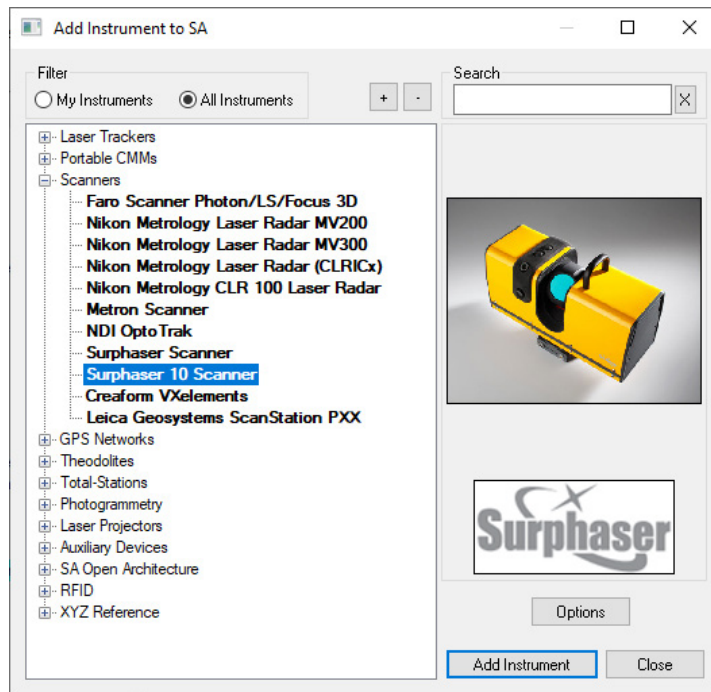 Add Instrument to SA
Filter
My Instruments
All Instruments
+
-
Search
X
Laser Trackers
Portable CMMs
Scanners
Faro Scanner Photon/LS/Focus 3D
Nikon Metrology Laser Radar MV200
Nikon Metrology Laser Radar MV300
Nikon Metrology Laser Radar (CLRICx)
Nikon Metrology CLR 100 Laser Radar
Metron Scanner
NDI OptoTrak
Surphaser Scanner
Surphaser 10 Scanner
Creaform VXelements
Leica Geosystems ScanStation PXX
GPS Networks
Theodolites
Total-Stations
Photogrammetry
Laser Projectors
Auxiliary Devices
SA Open Architecture
RFID
XYZ Reference
Surphaser
Options
Add Instrument
Close